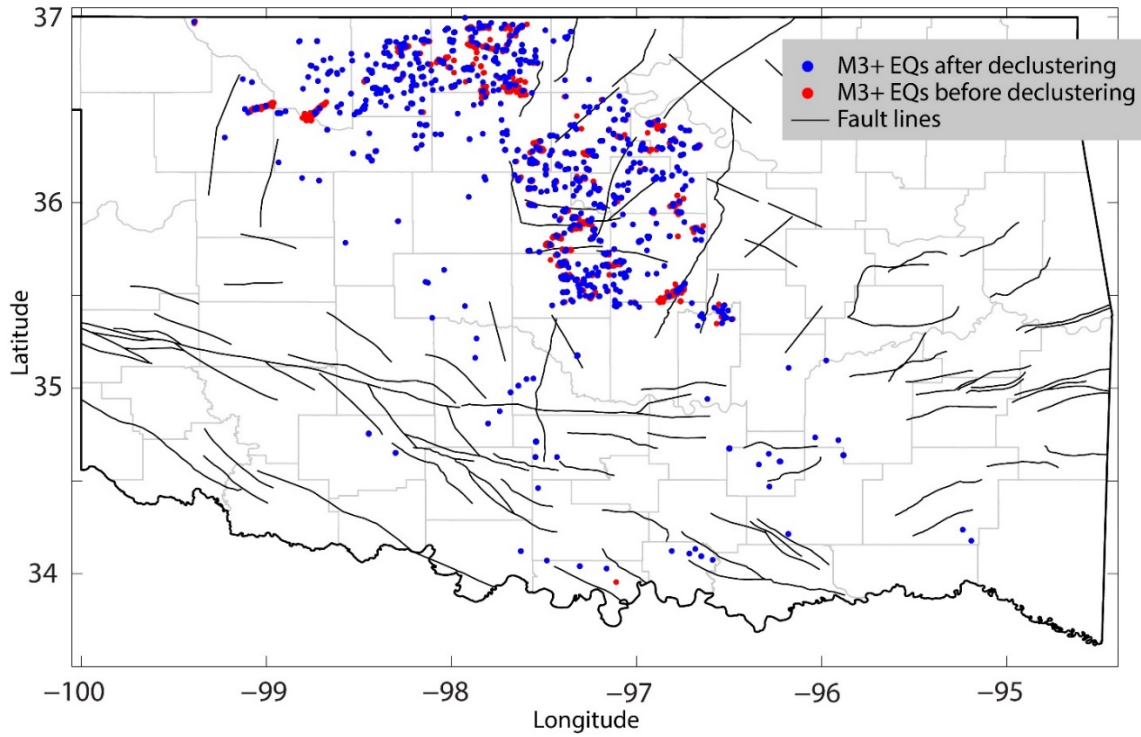 37
36
35
34
Latitude
M3+ EQs after declustering
M3+ EQs before declustering
Fault lines
−100
−99
−98
−97
−96
−95
Longitude